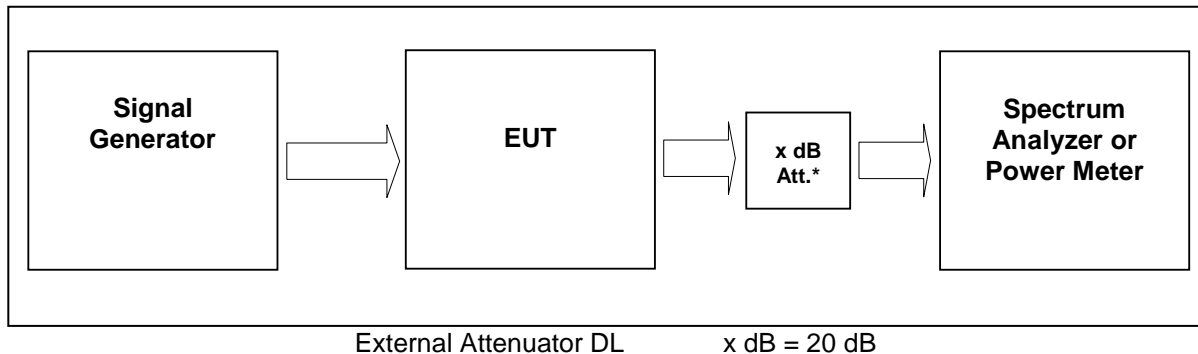 Signal
Generator
EUT
x dB
Att.*
Spectrum
Analyzer or
Power Meter
External Attenuator DL x dB = 20 dB